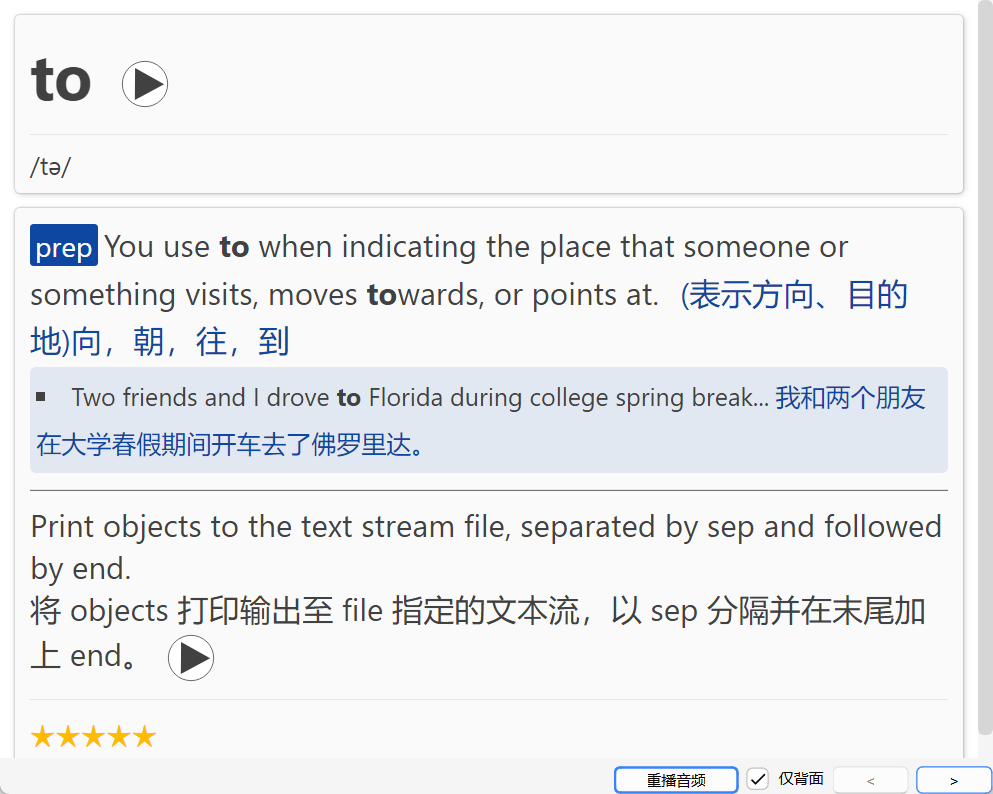 to
/tə/
prep You use to when indicating the place that someone or
something visits, moves towards, or points at. (表示方向、目的
地)向，朝，往，到
▪ Two friends and I drove to Florida during college spring break... 我和两个朋友
在大学春假期间开车去了佛罗里达。
Print objects to the text stream file, separated by sep and followed
by end.
将 objects 打印输出至 file 指定的文本流，以 sep 分隔并在末尾加
上 end。
★★★★★
重播音频 仅背面 < >